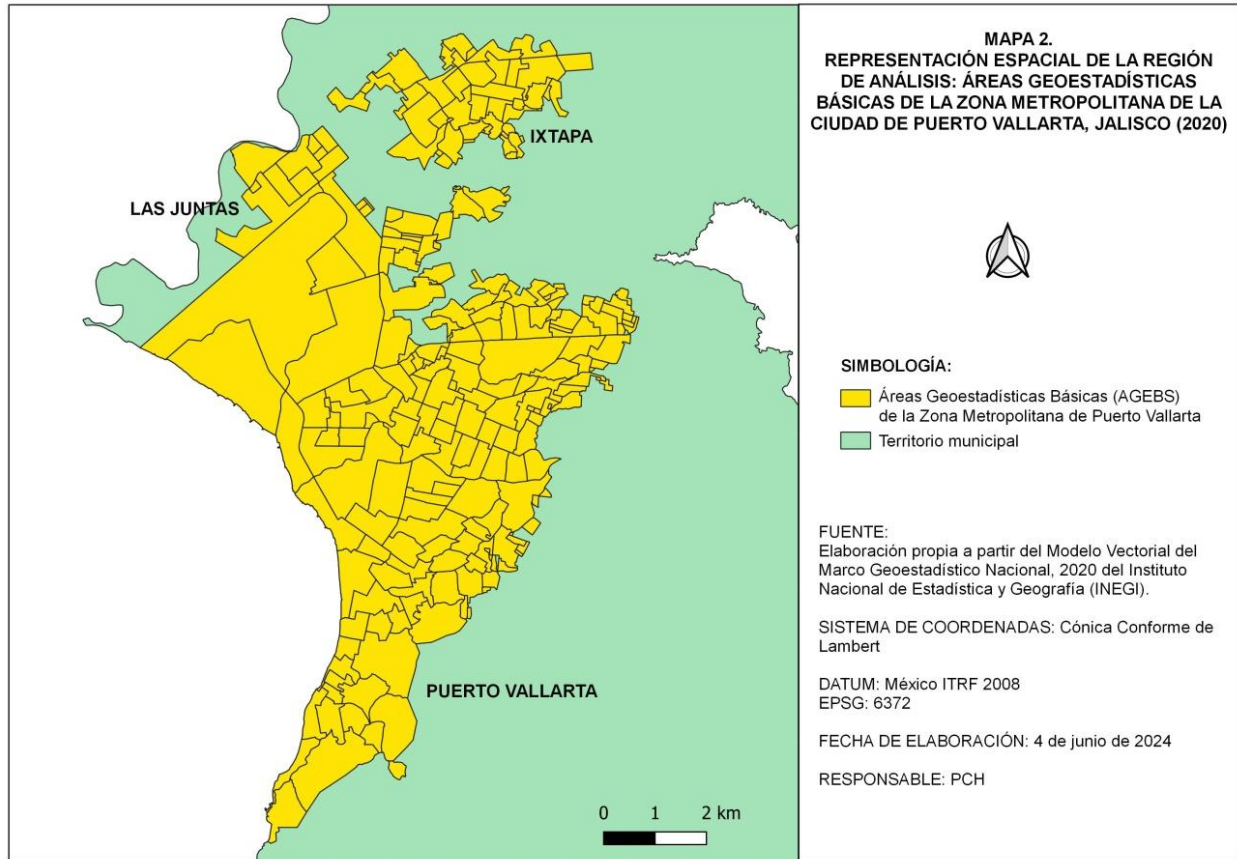 MAPA 2.
REPRESENTACIÓN ESPACIAL DE LA REGIÓN
DE ANÁLISIS: ÁREAS GEOESTADÍSTICAS
BÁSICAS DE LA ZONA METROPOLITANA DE LA
CIUDAD DE PUERTO VALLARTA, JALISCO (2020)
IXTAPA
LAS JUNTAS
PUERTO VALLARTA
0 1 2 km
SIMBOLOGÍA:
Áreas Geoestadísticas Básicas (AGEBS)
de la Zona Metropolitana de Puerto Vallarta
Territorio municipal
FUENTE:
Elaboración propia a partir del Modelo Vectorial del
Marco Geoestadístico Nacional, 2020 del Instituto
Nacional de Estadística y Geografía (INEGI).
SISTEMA DE COORDENADAS: Cónica Conforme de
Lambert
DATUM: México ITRF 2008
EPSG: 6372
FECHA DE ELABORACIÓN: 4 de junio de 2024
RESPONSABLE: PCH